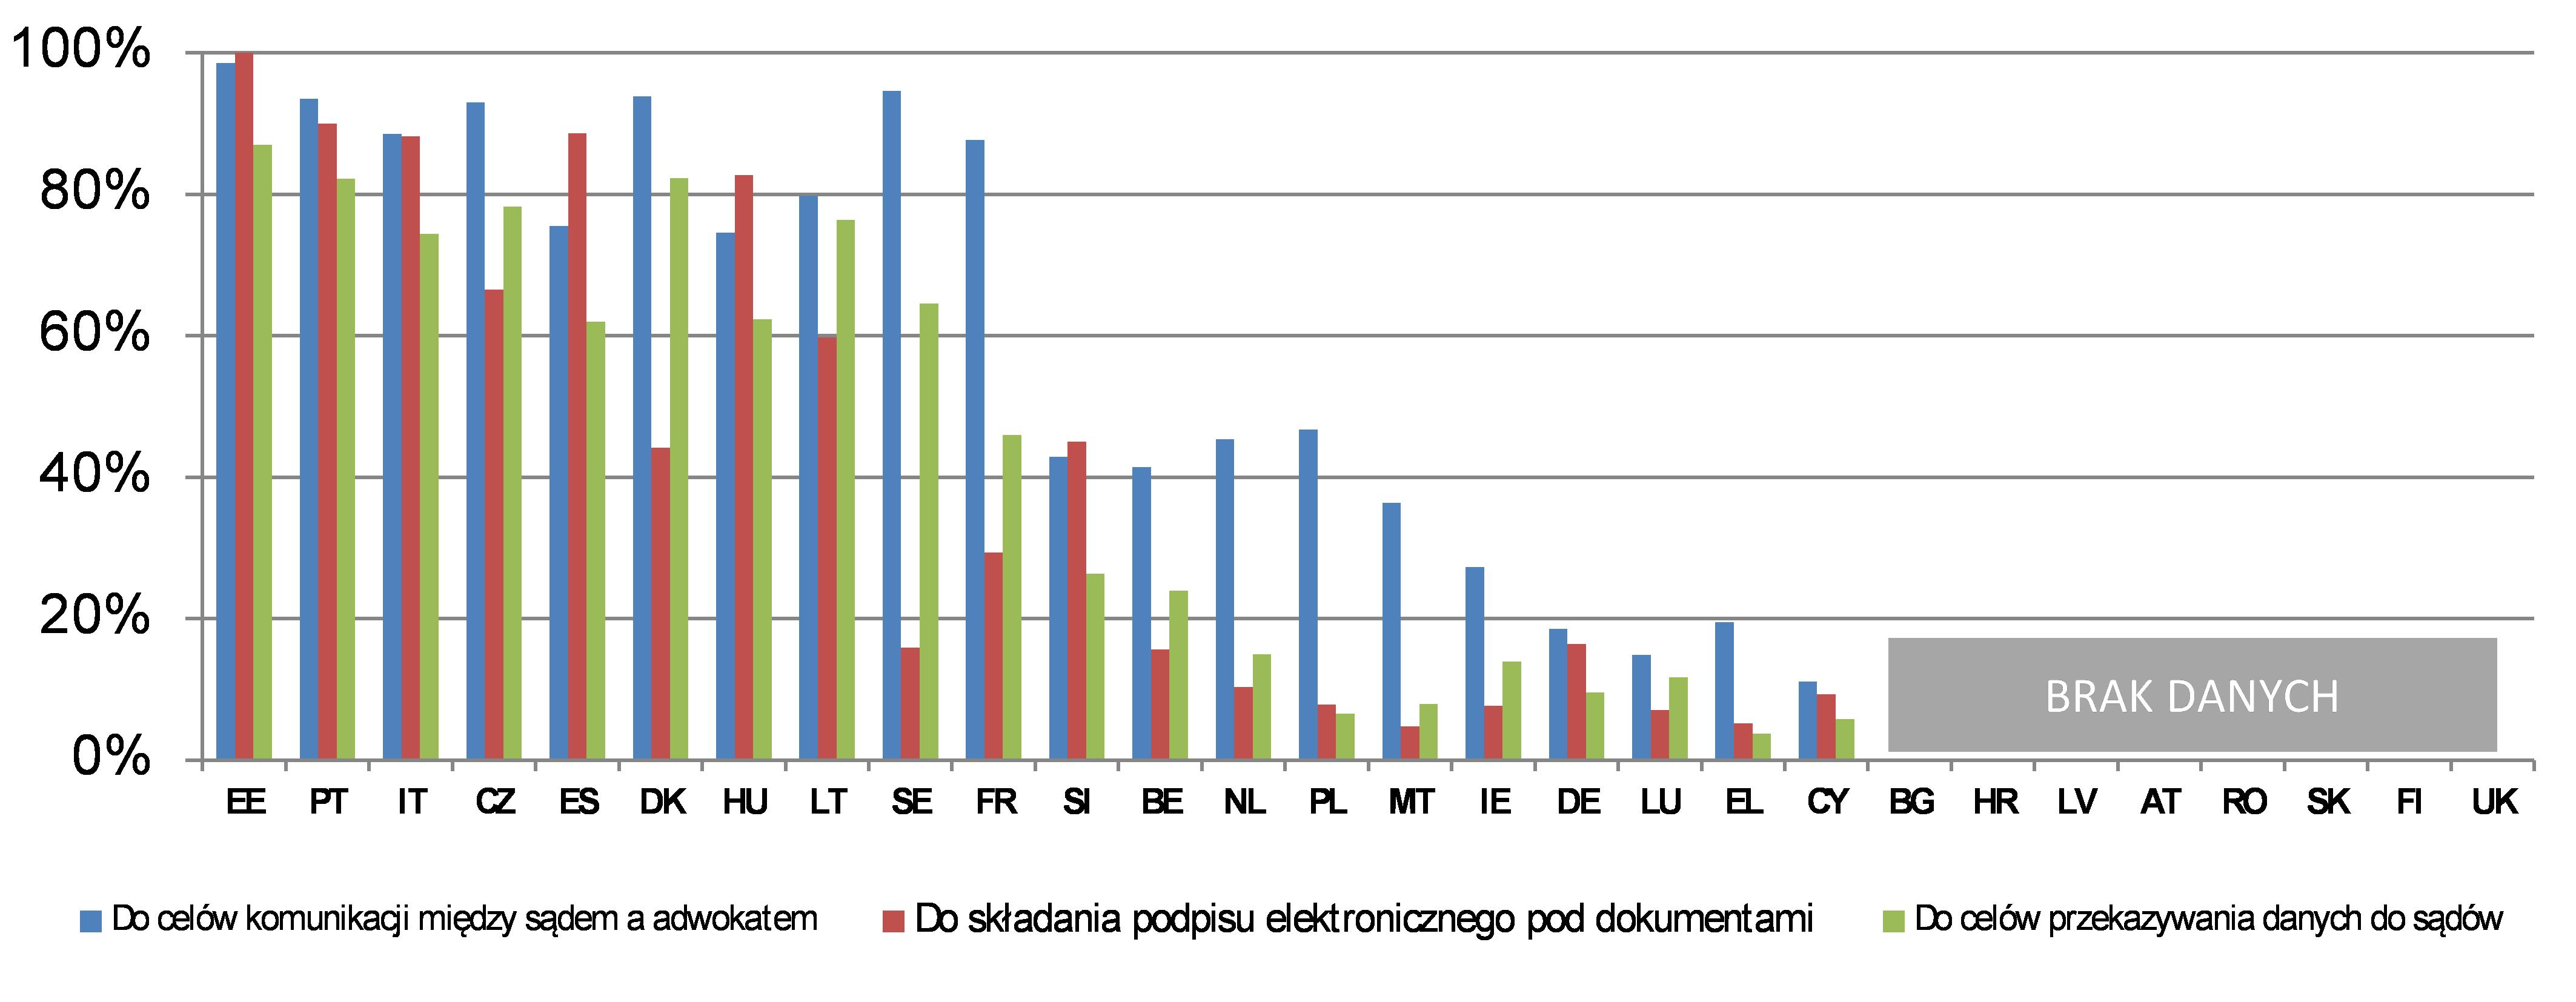 100%
80%
60%
40%
20%
0%
BRAK DANYCH
EE PT IT CZ ES DK HU LT SE FR SI BE NL PL MT IE DE LU EL CY BG HR LV AT RO SK FI UK
Do celów komunikacji między sądem a adwokatem Do składania podpisu elektronicznego pod dokumentami Do celów przekazywania danych do sądów